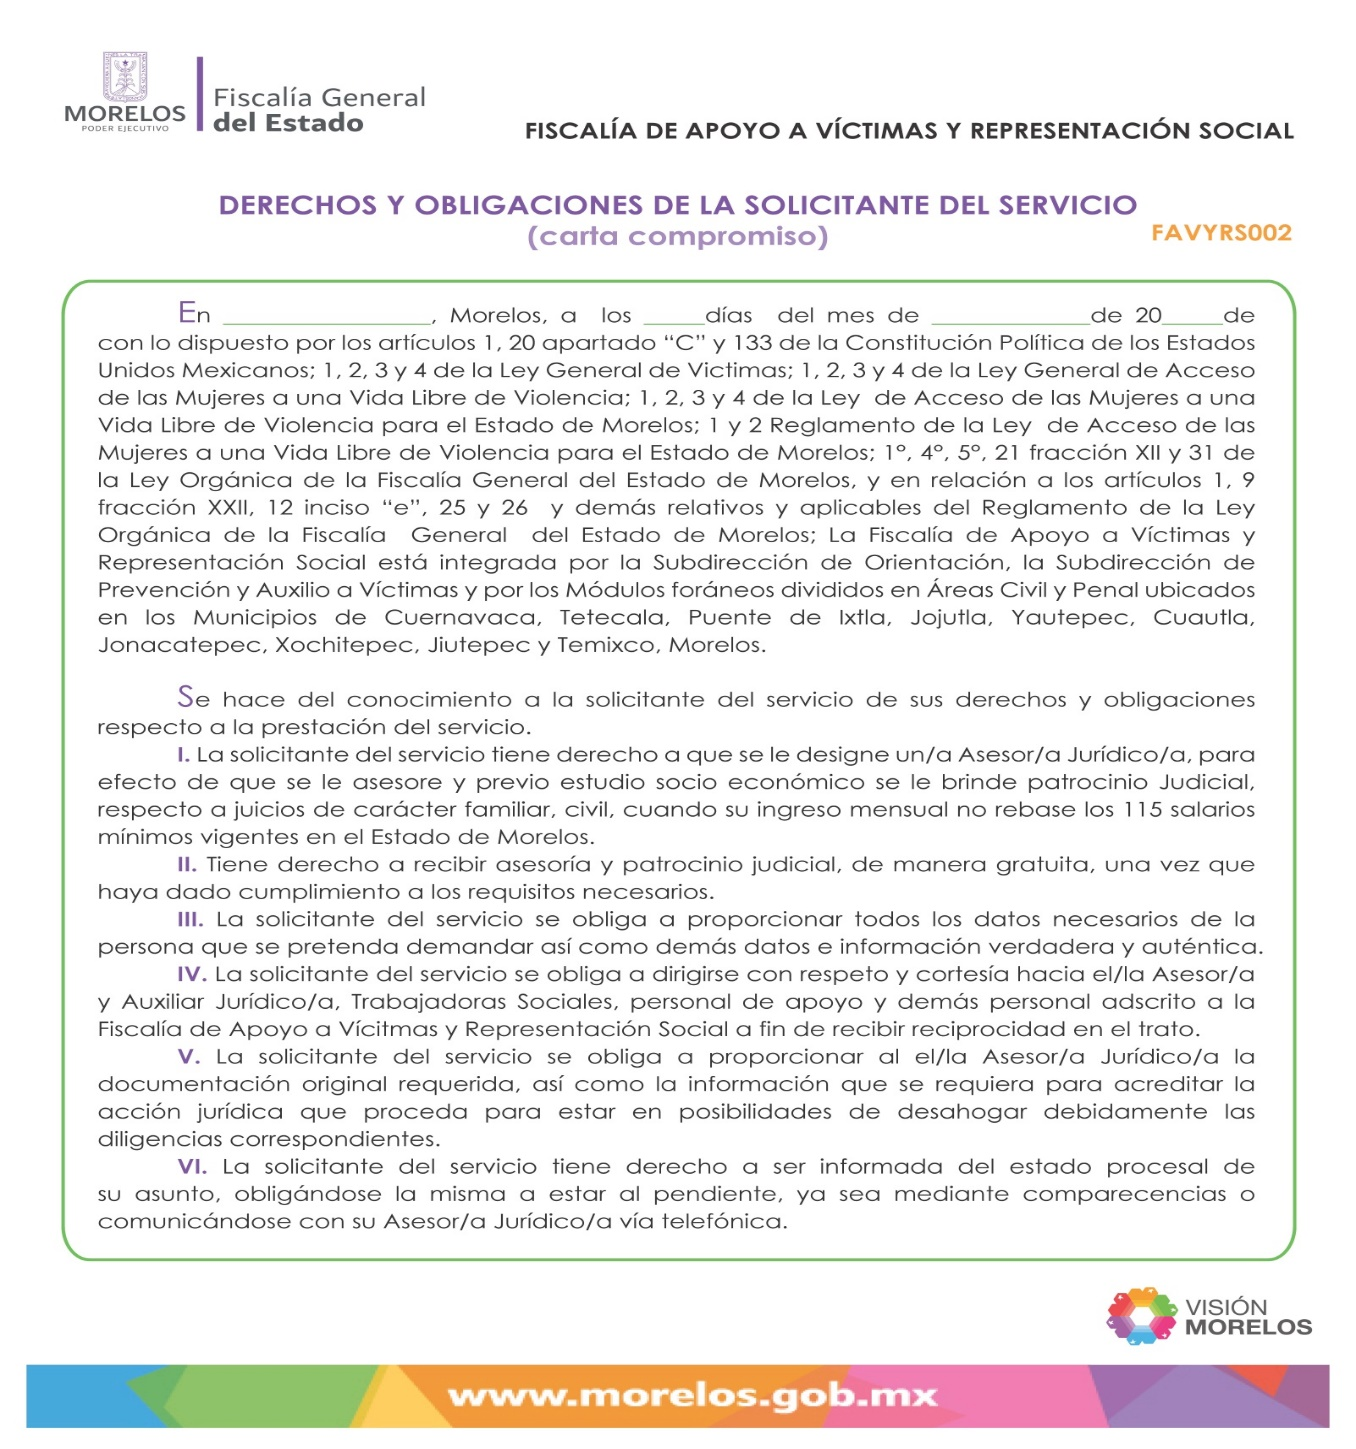 MORELOS
PODER EJECUTIVO
Fiscalía General
del Estado
FISCALÍA DE APOYO A VÍCTIMAS Y REPRESENTACIÓN SOCIAL
DERECHOS Y OBLIGACIONES DE LA SOLICITANTE DEL SERVICIO
(carta compromiso)
FAVYRS002
En _________________, Morelos, a los _____días del mes de _____________de 20_____de
con lo dispuesto por los artículos 1, 20 apartado “C” y 133 de la Constitución Política de los Estados
Unidos Mexicanos; 1, 2, 3 y 4 de la Ley General de Victimas; 1, 2, 3 y 4 de la Ley General de Acceso
de las Mujeres a una Vida Libre de Violencia; 1, 2, 3 y 4 de la Ley de Acceso de las Mujeres a una
Vida Libre de Violencia para el Estado de Morelos; 1 y 2 Reglamento de la Ley de Acceso de las
Mujeres a una Vida Libre de Violencia para el Estado de Morelos; 1°, 4°, 5°, 21 fracción XII y 31 de
la Ley Orgánica de la Fiscalía General del Estado de Morelos, y en relación a los artículos 1, 9
fracción XXII, 12 inciso “e”, 25 y 26 y demás relativos y aplicables del Reglamento de la Ley
Orgánica de la Fiscalía General del Estado de Morelos; La Fiscalía de Apoyo a Víctimas y
Representación Social está integrada por la Subdirección de Orientación, la Subdirección de
Prevención y Auxilio a Víctimas y por los Módulos foráneos divididos en Áreas Civil y Penal ubicados
en los Municipios de Cuernavaca, Tetecala, Puente de Ixtla, Jojutla, Yautepec, Cuautla,
Jonacatepec, Xochitepec, Jiutepec y Temixco, Morelos.
Se hace del conocimiento a la solicitante del servicio de sus derechos y obligaciones
respecto a la prestación del servicio.
I. La solicitante del servicio tiene derecho a que se le designe un/a Asesor/a Jurídico/a, para
efecto de que se le asesore y previo estudio socio económico se le brinde patrocinio Judicial,
respecto a juicios de carácter familiar, civil, cuando su ingreso mensual no rebase los 115 salarios
mínimos vigentes en el Estado de Morelos.
II. Tiene derecho a recibir asesoría y patrocinio judicial, de manera gratuita, una vez que
haya dado cumplimiento a los requisitos necesarios.
III. La solicitante del servicio se obliga a proporcionar todos los datos necesarios de la
persona que se pretenda demandar así como demás datos e información verdadera y auténtica.
IV. La solicitante del servicio se obliga a dirigirse con respeto y cortesía hacia el/la Asesor/a
y Auxiliar Jurídico/a, Trabajadoras Sociales, personal de apoyo y demás personal adscrito a la
Fiscalía de Apoyo a Vícitmas y Representación Social a fin de recibir reciprocidad en el trato.
V. La solicitante del servicio se obliga a proporcionar al el/la Asesor/a Jurídico/a la
documentación original requerida, así como la información que se requiera para acreditar la
acción jurídica que proceda para estar en posibilidades de desahogar debidamente las
diligencias correspondientes.
VI. La solicitante del servicio tiene derecho a ser informada del estado procesal de
su asunto, obligándose la misma a estar al pendiente, ya sea mediante comparecencias o
comunicándose con su Asesor/a Jurídico/a vía telefónica.
VISIÓN
MORELOS
www.morelos.gob.mx